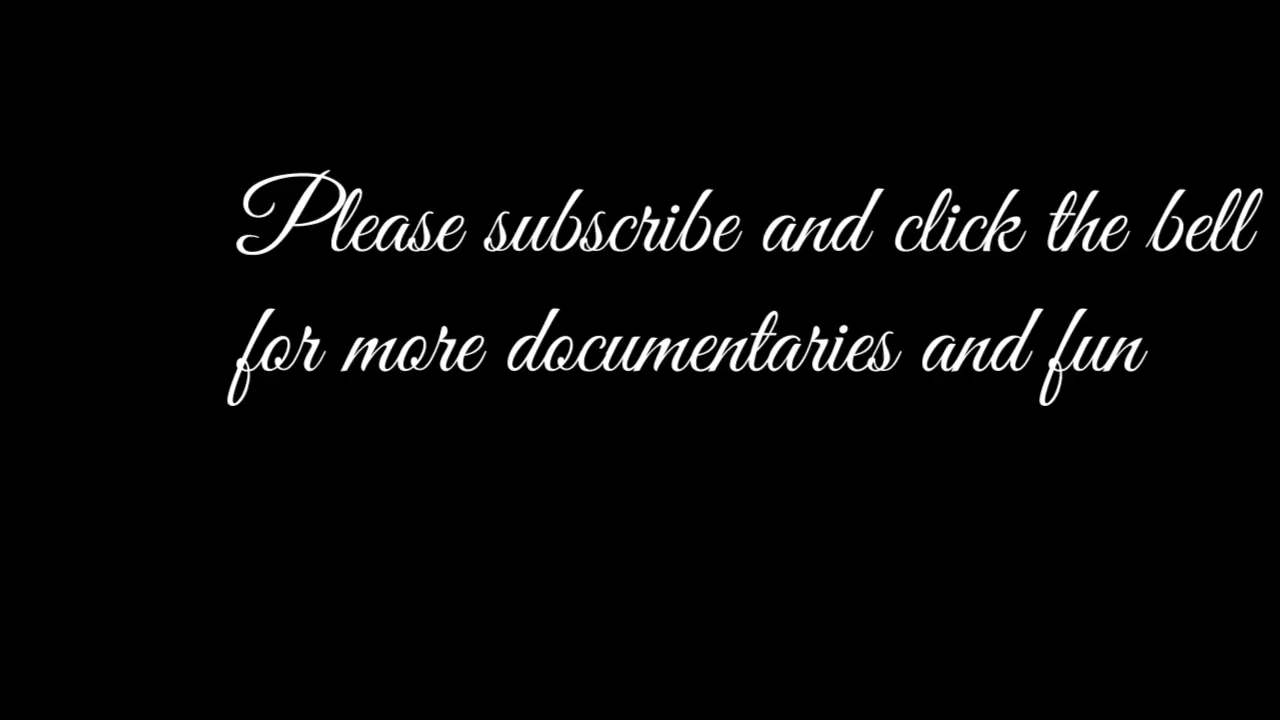 Please subscribe and click the bell
for more documentaries and fun